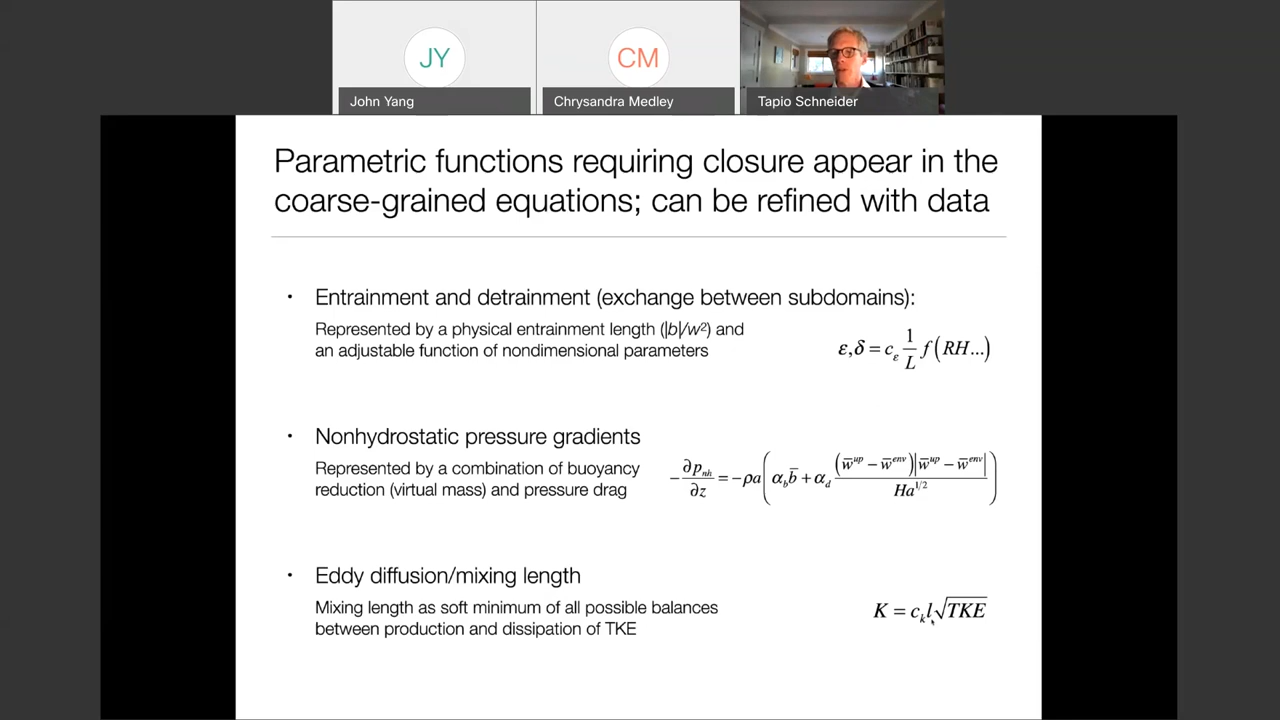 JY
CM
John Yang
Chrysandra Medley
Tapio Schneider
Parametric functions requiring closure appear in the
coarse-grained equations; can be refined with data
• Entrainment and detrainment (exchange between subdomains):
Represented by a physical entrainment length (|b|/w²) and
an adjustable function of nondimensional parameters
ε,δ = c_ε 1/L f(RH...)
• Nonhydrostatic pressure gradients
Represented by a combination of buoyancy
reduction (virtual mass) and pressure drag
−∂p_nh/∂z = −ρa(α_b b̄ + α_d (w̄^up − w̄^env)|w̄^up − w̄^env| / Ha^1/2)
• Eddy diffusion/mixing length
Mixing length as soft minimum of all possible balances
between production and dissipation of TKE
K = c_k l√TKE